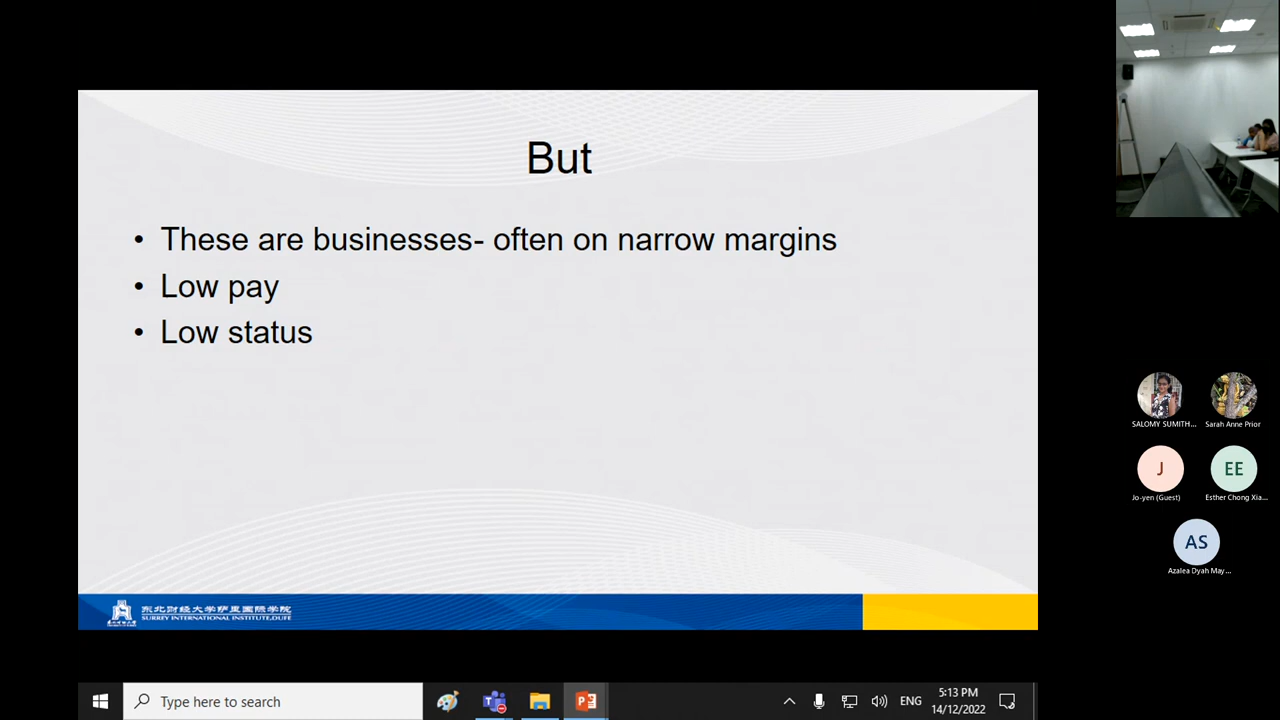 But
• These are businesses- often on narrow margins
• Low pay
• Low status
东北财经大学萨里国际学院
SURREY INTERNATIONAL INSTITUTE,DUFE
SALOMY SUMITH...
Sarah Anne Prior
J
EE
Jo-yen (Guest)
Esther Chong Xia...
AS
Azalea Dyah May...
Type here to search
ENG
5:13 PM
14/12/2022